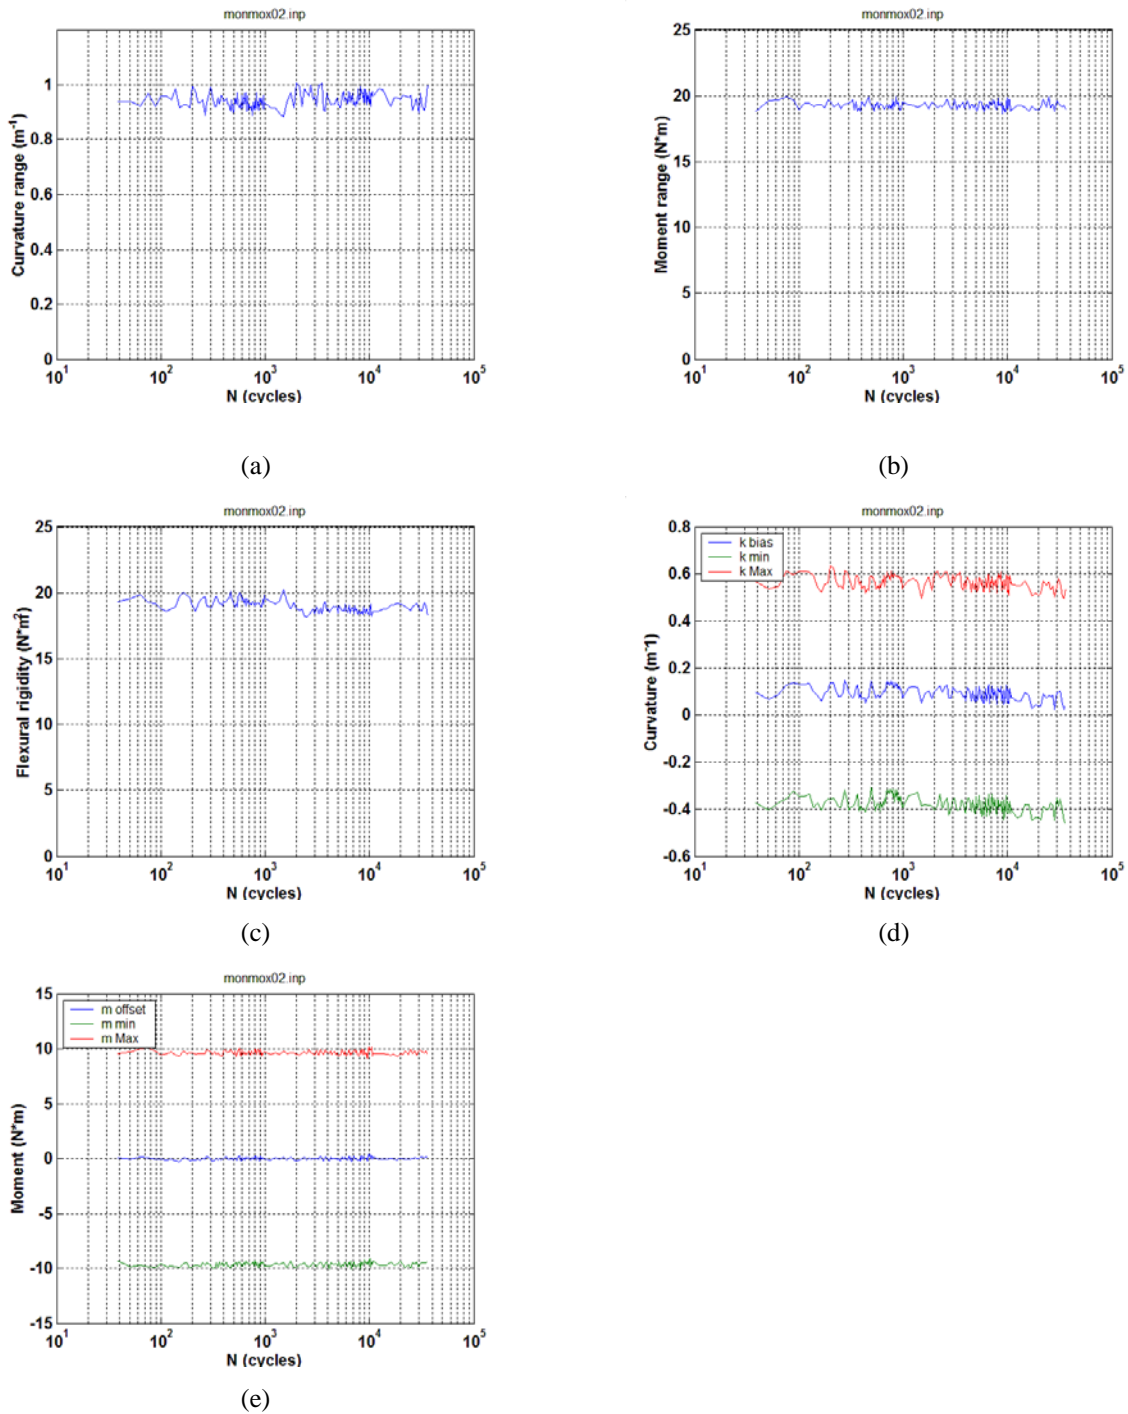 monmox02.inp
Curvature range (m⁻¹)
1
0.8
0.6
0.4
0.2
0
10¹ 10² 10³ 10⁴ 10⁵
N (cycles)
(a)
monmox02.inp
Moment range (N*m)
25
20
15
10
5
0
10¹ 10² 10³ 10⁴ 10⁵
N (cycles)
(b)
monmox02.inp
Flexural rigidity (N*m²)
25
20
15
10
5
0
10¹ 10² 10³ 10⁴ 10⁵
N (cycles)
(c)
monmox02.inp
k bias
k min
k Max
Curvature (m⁻¹)
0.8
0.6
0.4
0.2
0
-0.2
-0.4
-0.6
10¹ 10² 10³ 10⁴ 10⁵
N (cycles)
(d)
monmox02.inp
m offset
m min
m Max
Moment (N*m)
15
10
5
0
-5
-10
-15
10¹ 10² 10³ 10⁴ 10⁵
N (cycles)
(e)